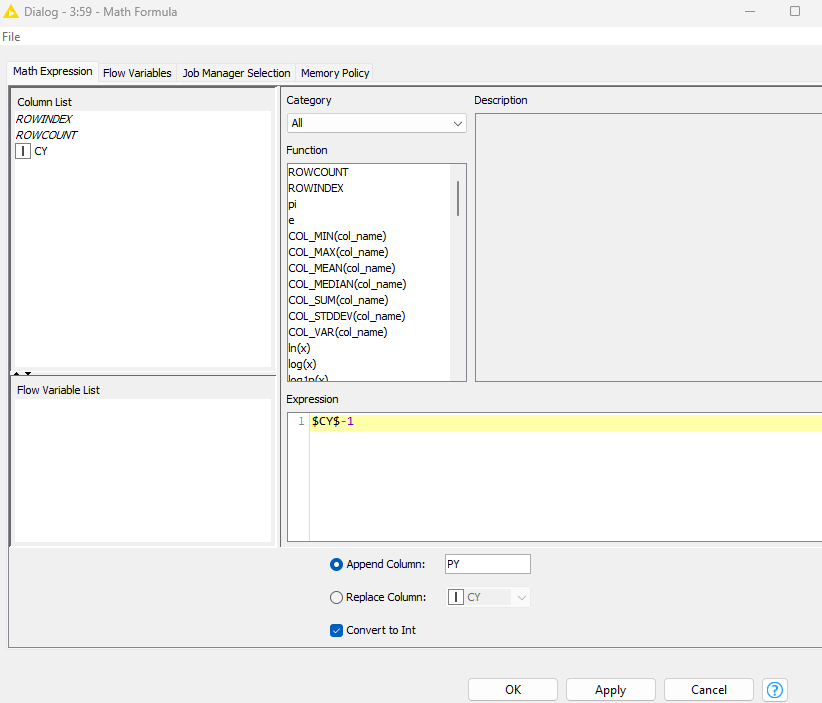 Dialog - 3:59 - Math Formula
File
Math Expression Flow Variables Job Manager Selection Memory Policy
Column List
ROWINDEX
ROWCOUNT
I CY
Flow Variable List
Category
All
Function
ROWCOUNT
ROWINDEX
pi
e
COL_MIN(col_name)
COL_MAX(col_name)
COL_MEAN(col_name)
COL_MEDIAN(col_name)
COL_SUM(col_name)
COL_STDDEV(col_name)
COL_VAR(col_name)
ln(x)
log(x)
log1p(x)
Description
Expression
1 $CY$-1
Append Column: PY
Replace Column: I CY
Convert to Int
OK Apply Cancel ?